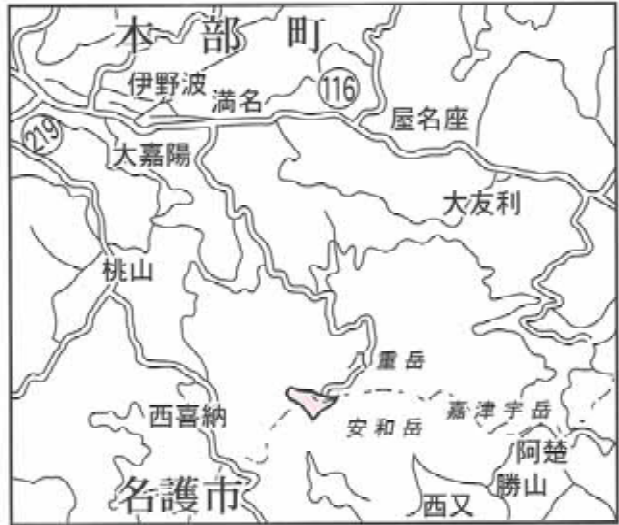 本部町
伊野波
満名
116
屋名座
219
大嘉陽
大友利
桃山
八重岳
嘉津宇岳
西喜納
安和岳
阿楚
勝山
名護市
西又